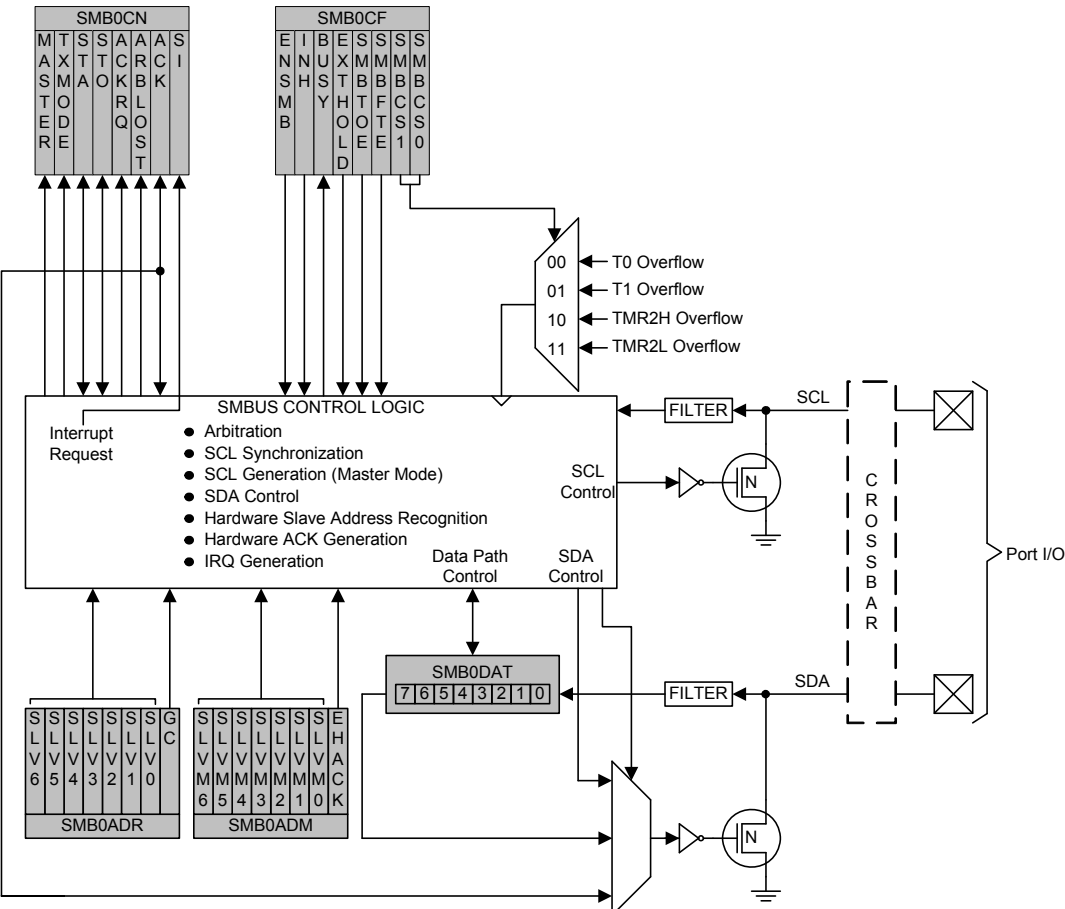 SMB0CN
MASTER
TXMODE
STA
STO
ACKRQ
ARBLOST
ACK
SI
SMB0CF
ENSMB
INH
BUSY
EXTHOLD
SMBTOE
SMBFTE
SMBCS1
SMBCS0
00 T0 Overflow
01 T1 Overflow
10 TMR2H Overflow
11 TMR2L Overflow
SMBUS CONTROL LOGIC
Interrupt
Request
Arbitration
SCL Synchronization
SCL Generation (Master Mode)
SDA Control
Hardware Slave Address Recognition
Hardware ACK Generation
IRQ Generation
Data Path
Control
SDA
Control
SCL
Control
FILTER
SCL
N
CROSSBAR
Port I/O
SMB0DAT
7 6 5 4 3 2 1 0
FILTER
SDA
N
SLV6
SLV5
SLV4
SLV3
SLV2
SLV1
SLV0
GC
SMB0ADR
SLVM6
SLVM5
SLVM4
SLVM3
SLVM2
SLVM1
SLVM0
EHACK
SMB0ADM